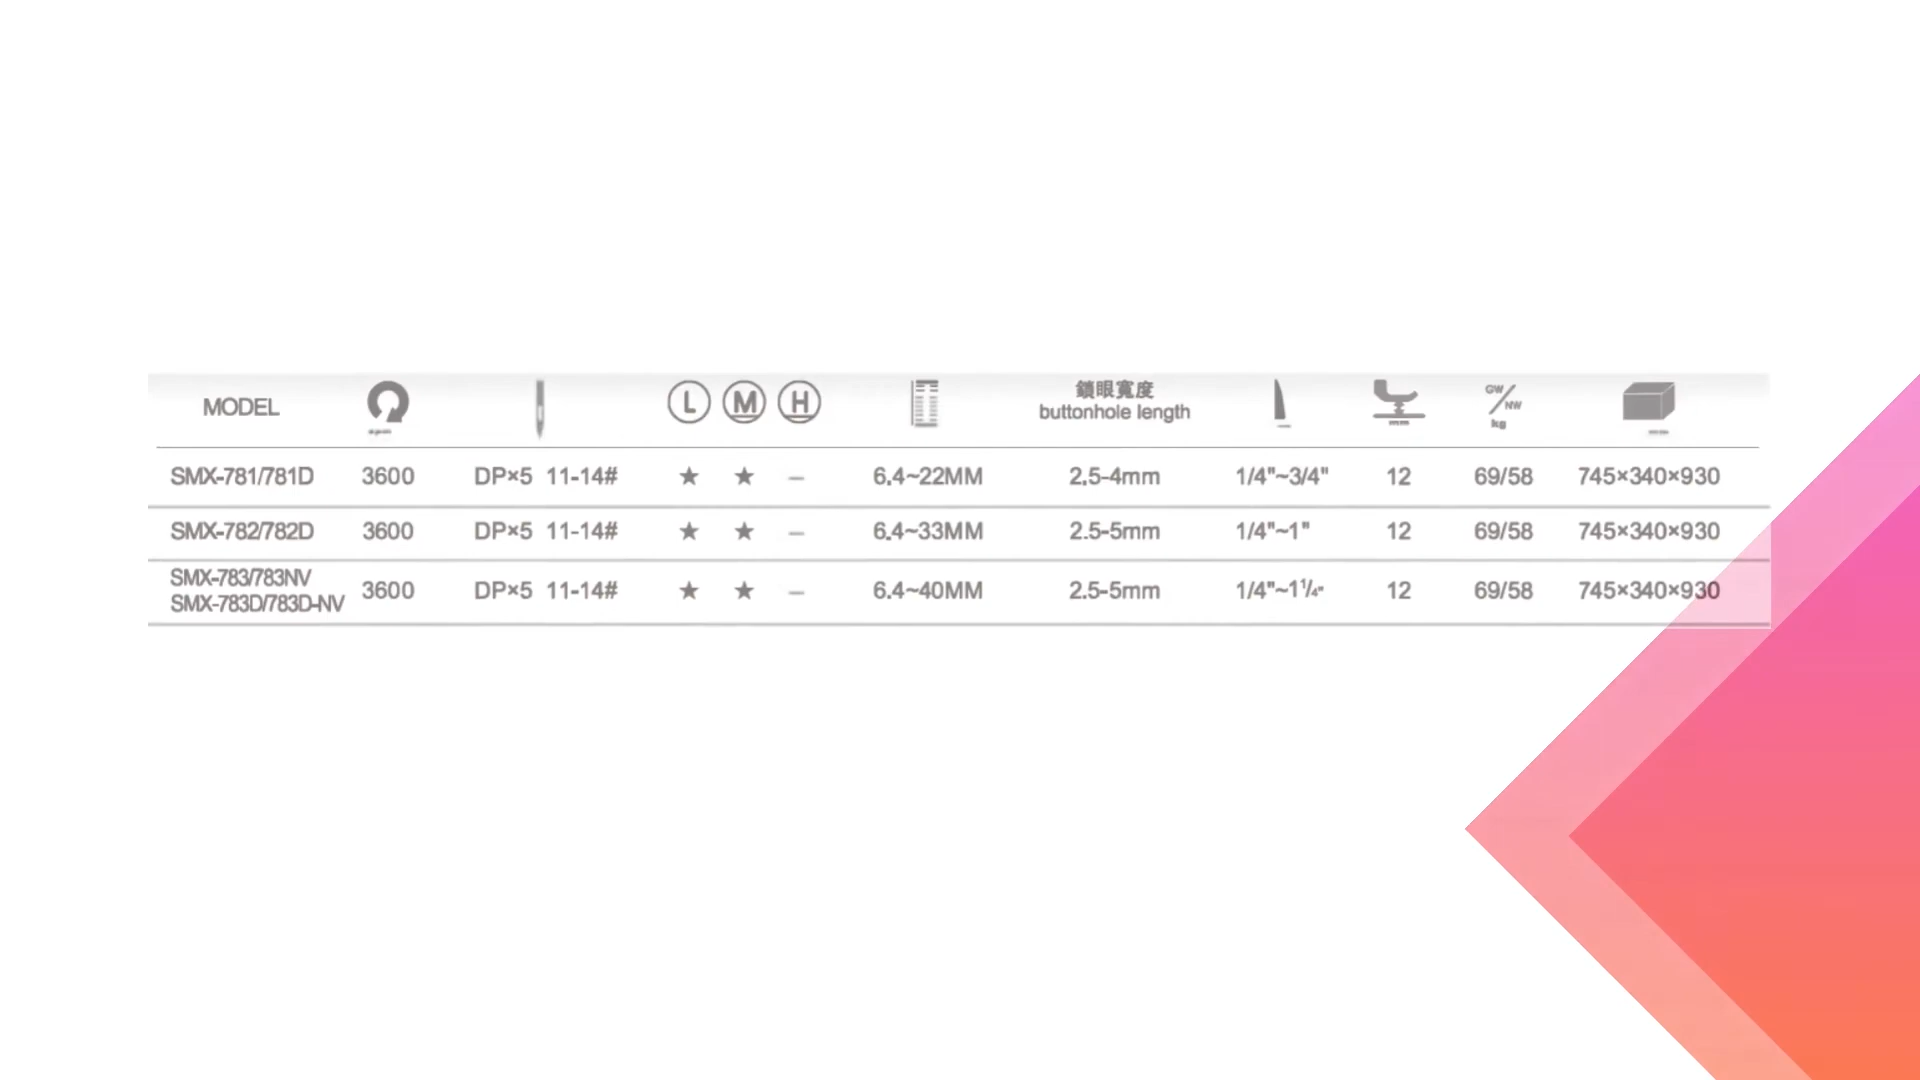 MODEL L M H 鎖眼寬度 GW/NW kg
buttonhole length
SMX-781/781D 3600 DP×5 11-14# ★ ★ – 6.4~22MM 2.5-4mm 1/4"~3/4" 12 69/58 745×340×930
SMX-782/782D 3600 DP×5 11-14# ★ ★ – 6.4~33MM 2.5-5mm 1/4"~1" 12 69/58 745×340×930
SMX-783/783NV
SMX-783D/783D-NV 3600 DP×5 11-14# ★ ★ – 6.4~40MM 2.5-5mm 1/4"~1 1/4" 12 69/58 745×340×930